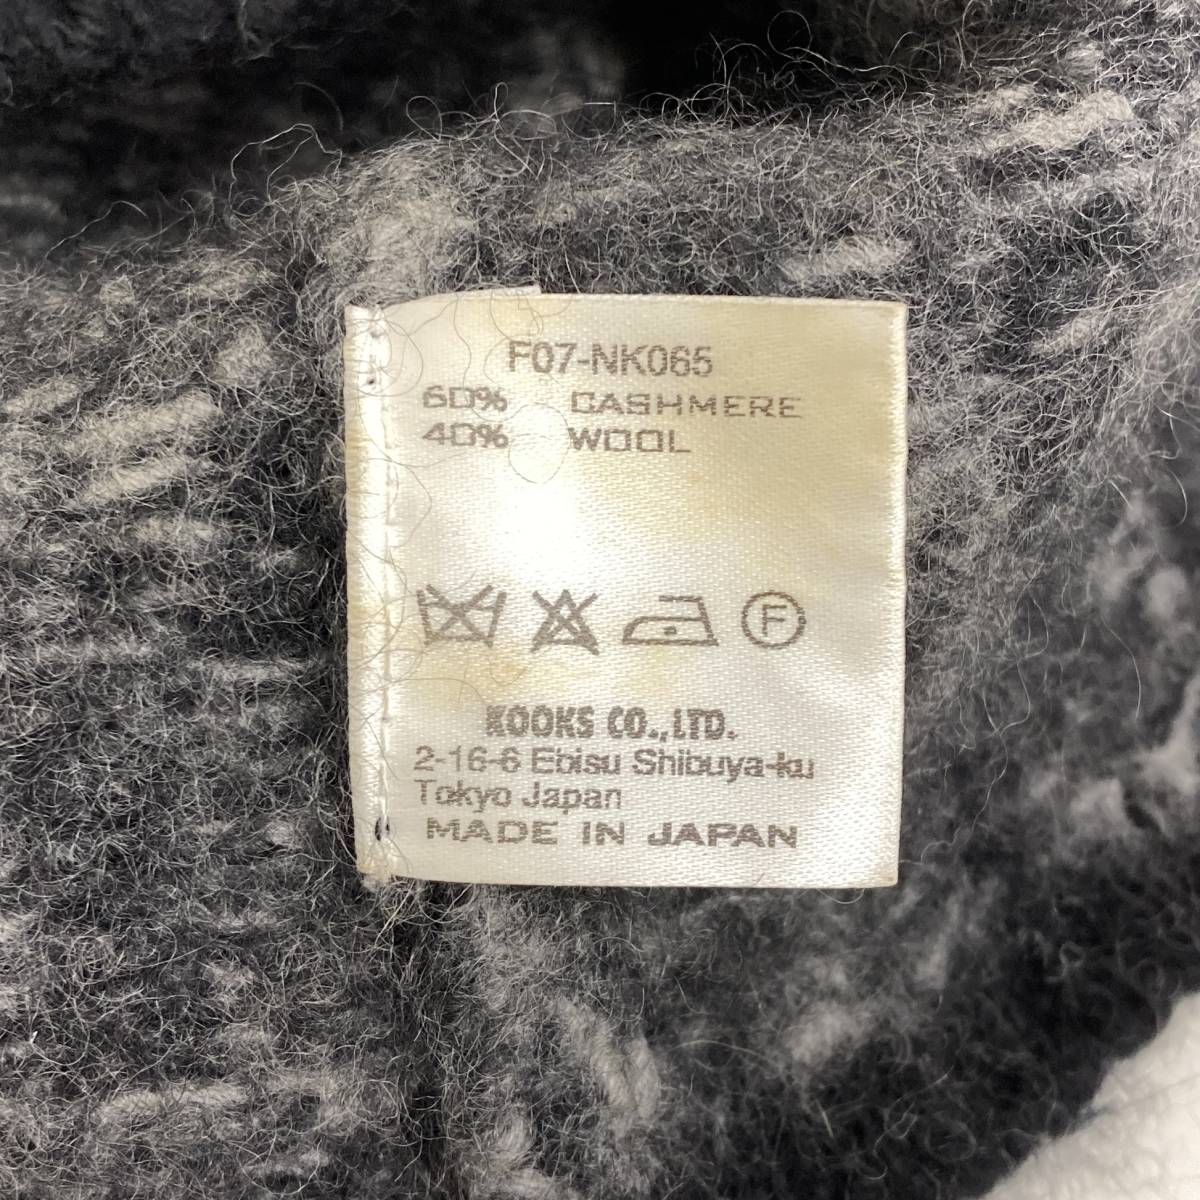 F07-NK065
60% CASHMERE
40% WOOL
F
KOOKS CO.,LTD.
2-16-6 Ebisu Shibuya-ku
Tokyo Japan
MADE IN JAPAN